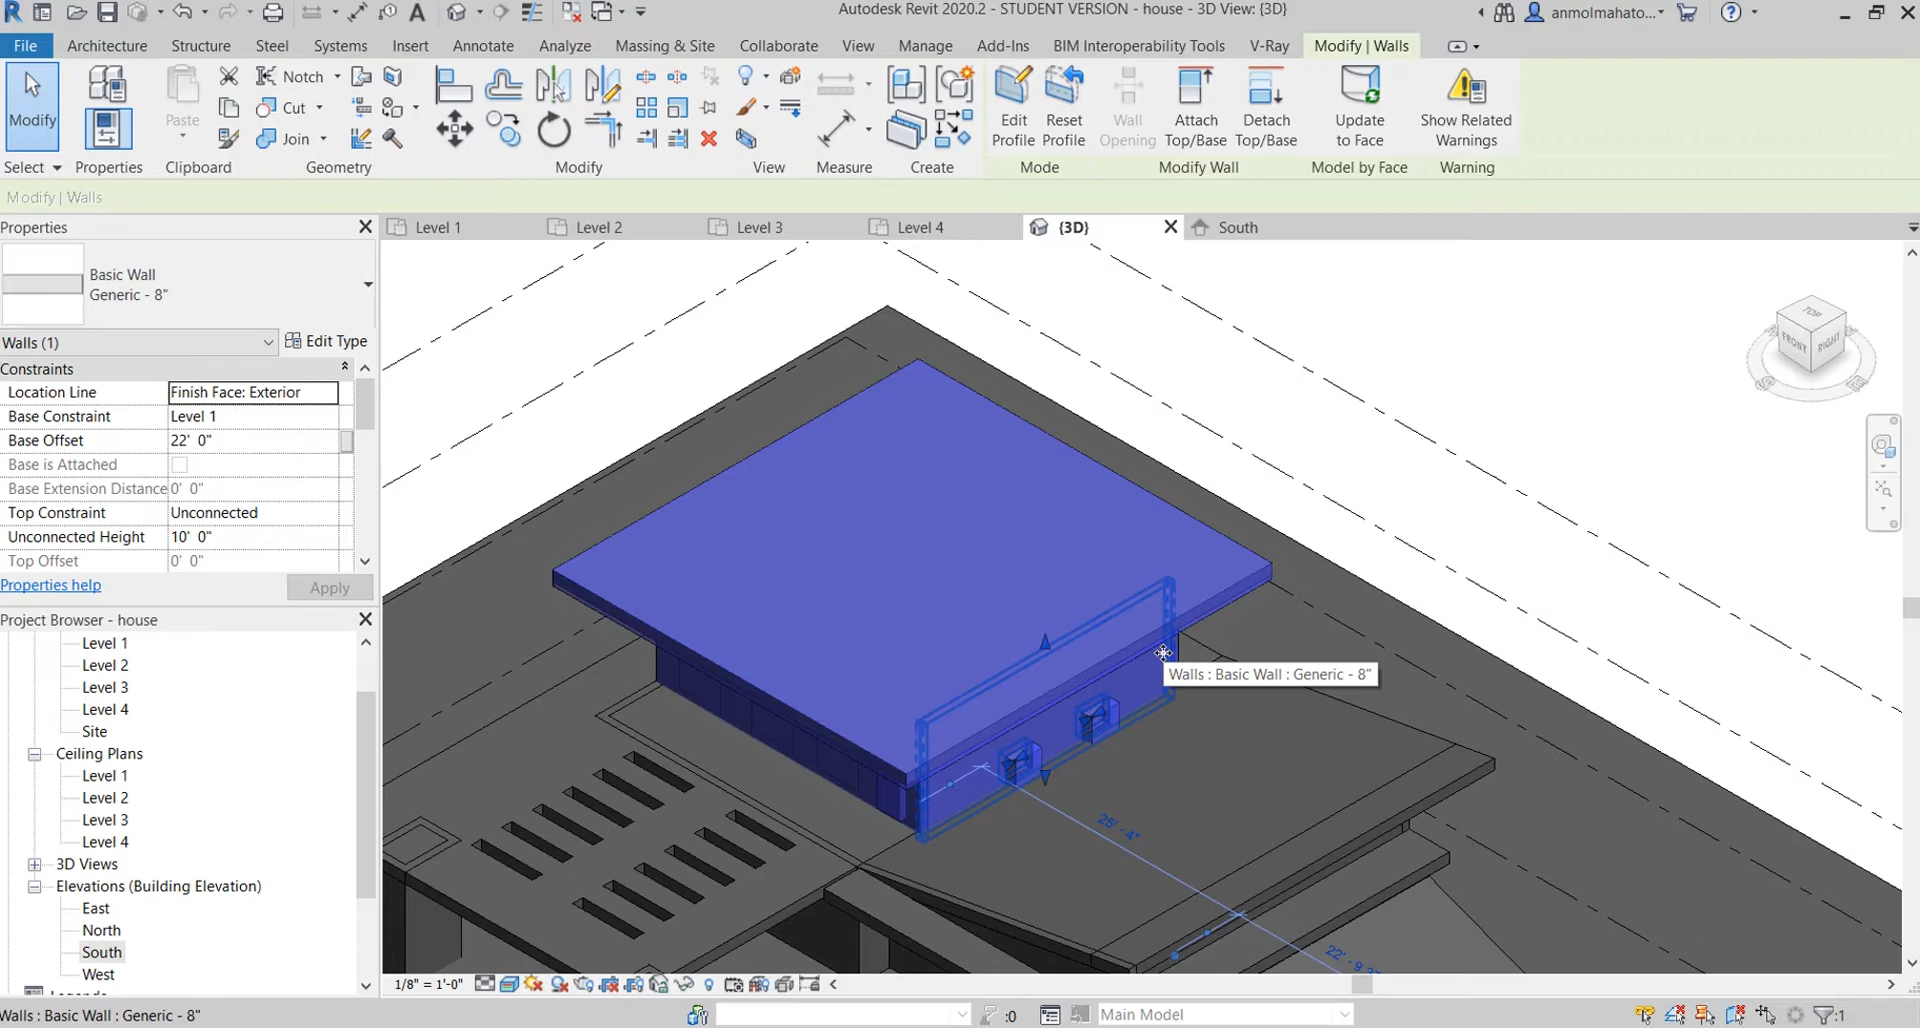 Autodesk Revit 2020.2 - STUDENT VERSION - house - 3D View: {3D}
anmolmahato...
File Architecture Structure Steel Systems Insert Annotate Analyze Massing & Site Collaborate View Manage Add-Ins BIM Interoperability Tools V-Ray Modify | Walls
Modify
Paste
Notch
Cut
Join
Edit Profile
Reset Profile
Wall Opening
Attach Top/Base
Detach Top/Base
Update to Face
Show Related Warnings
Select Properties Clipboard Geometry Modify View Measure Create Mode Modify Wall Model by Face Warning
Modify | Walls
Properties
Level 1 Level 2 Level 3 Level 4 {3D} South
Basic Wall
Generic - 8"
Walls (1)
Edit Type
Constraints
Location Line Finish Face: Exterior
Base Constraint Level 1
Base Offset 22' 0"
Base is Attached
Base Extension Distance 0' 0"
Top Constraint Unconnected
Unconnected Height 10' 0"
Top Offset 0' 0"
Properties help
Apply
Project Browser - house
Level 1
Level 2
Level 3
Level 4
Site
Ceiling Plans
Level 1
Level 2
Level 3
Level 4
3D Views
Elevations (Building Elevation)
East
North
South
West
TOP
FRONT
RIGHT
Walls : Basic Wall : Generic - 8"
25' - 4"
1/8" = 1'-0"
Walls : Basic Wall : Generic - 8"
:0
Main Model
:1